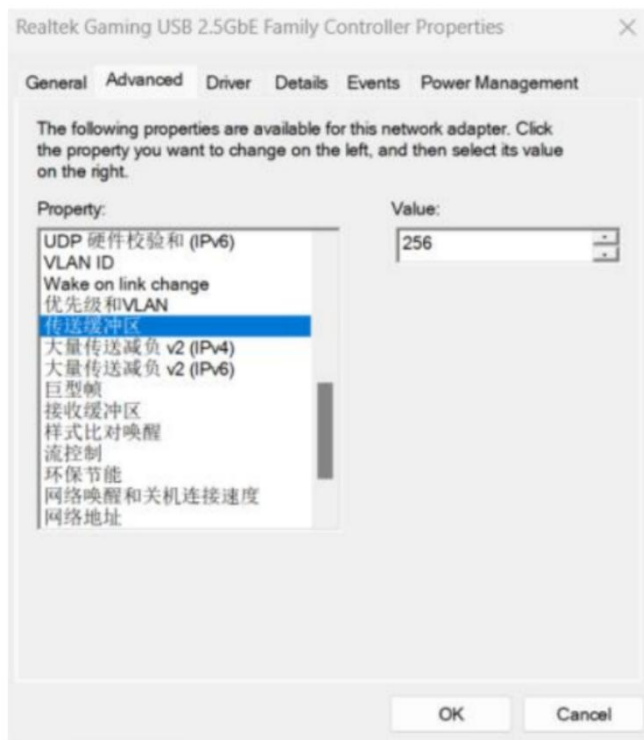 Realtek Gaming USB 2.5GbE Family Controller Properties
General Advanced Driver Details Events Power Management
The following properties are available for this network adapter. Click
the property you want to change on the left, and then select its value
on the right.
Property:
Value:
UDP 硬件校验和 (IPv6)
VLAN ID
Wake on link change
优先级和VLAN
传送缓冲区
大量传送减负 v2 (IPv4)
大量传送减负 v2 (IPv6)
巨型帧
接收缓冲区
样式比对唤醒
流控制
环保节能
网络唤醒和关机连接速度
网络地址
256
OK
Cancel